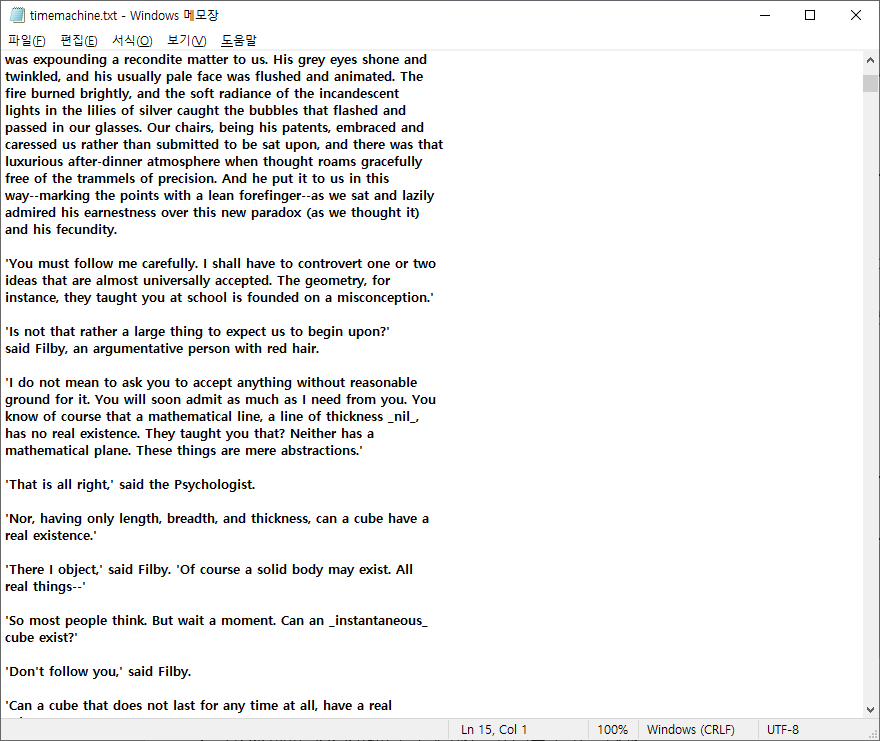 timemachine.txt - Windows 메모장
파일(F) 편집(E) 서식(O) 보기(V) 도움말
was expounding a recondite matter to us. His grey eyes shone and
twinkled, and his usually pale face was flushed and animated. The
fire burned brightly, and the soft radiance of the incandescent
lights in the lilies of silver caught the bubbles that flashed and
passed in our glasses. Our chairs, being his patents, embraced and
caressed us rather than submitted to be sat upon, and there was that
luxurious after-dinner atmosphere when thought roams gracefully
free of the trammels of precision. And he put it to us in this
way--marking the points with a lean forefinger--as we sat and lazily
admired his earnestness over this new paradox (as we thought it)
and his fecundity.
'You must follow me carefully. I shall have to controvert one or two
ideas that are almost universally accepted. The geometry, for
instance, they taught you at school is founded on a misconception.'
'Is not that rather a large thing to expect us to begin upon?'
said Filby, an argumentative person with red hair.
'I do not mean to ask you to accept anything without reasonable
ground for it. You will soon admit as much as I need from you. You
know of course that a mathematical line, a line of thickness _nil_,
has no real existence. They taught you that? Neither has a
mathematical plane. These things are mere abstractions.'
'That is all right,' said the Psychologist.
'Nor, having only length, breadth, and thickness, can a cube have a
real existence.'
'There I object,' said Filby. 'Of course a solid body may exist. All
real things--'
'So most people think. But wait a moment. Can an _instantaneous_
cube exist?'
'Don't follow you,' said Filby.
'Can a cube that does not last for any time at all, have a real
Ln 15, Col 1 100% Windows (CRLF) UTF-8